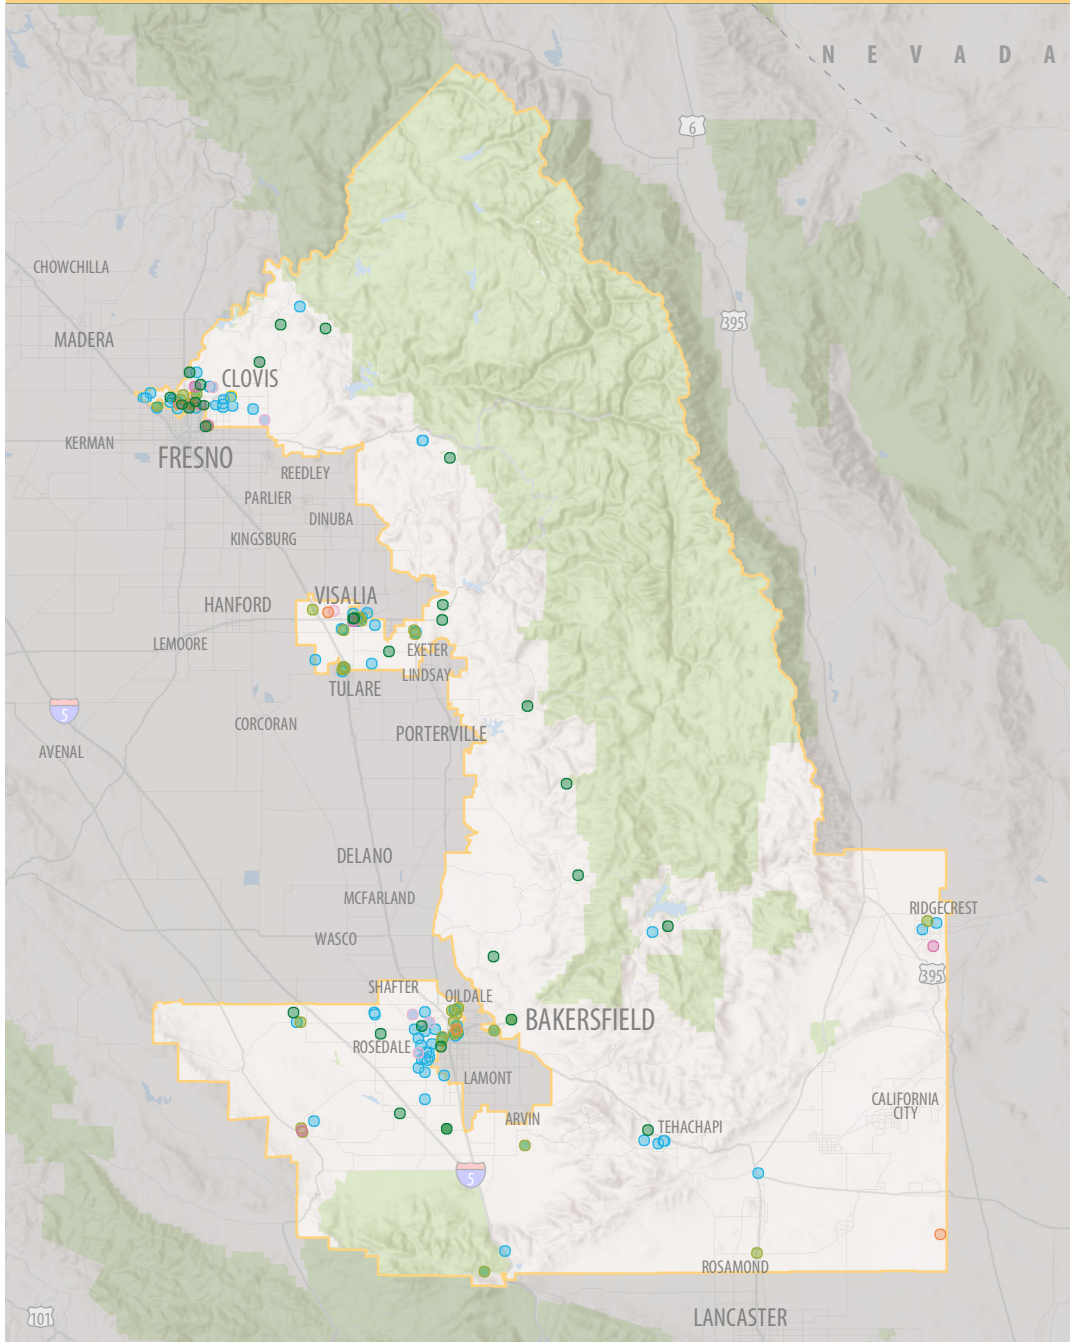 N E V A D A
6
CHOWCHILLA
395
MADERA
CLOVIS
KERMAN
FRESNO
REEDLEY
PARLIER
DINUBA
KINGSBURG
VISALIA
HANFORD
LEMOORE
EXETER
LINDSAY
TULARE
5
CORCORAN
PORTERVILLE
AVENAL
DELANO
MCFARLAND
RIDGECREST
WASCO
395
SHAFTER
OILDALE
BAKERSFIELD
ROSEDALE
LAMONT
CALIFORNIA
CITY
ARVIN
TEHACHAPI
5
ROSAMOND
LANCASTER
101